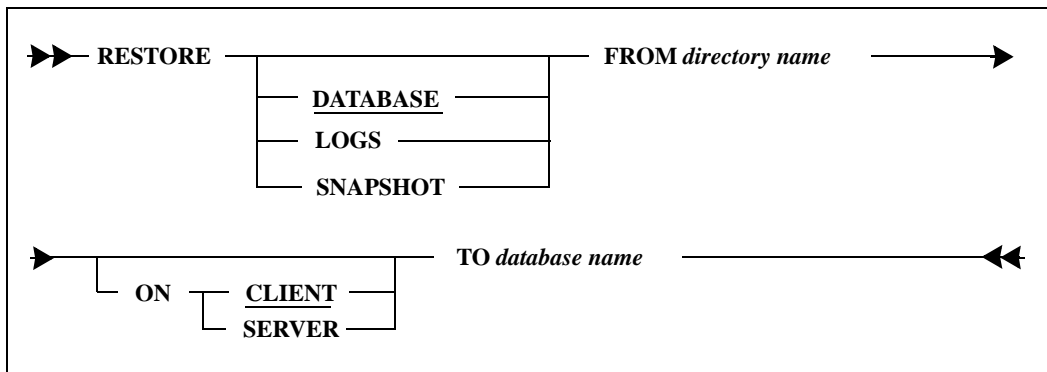 RESTORE FROM directory name
DATABASE
LOGS
SNAPSHOT
TO database name
ON CLIENT
SERVER